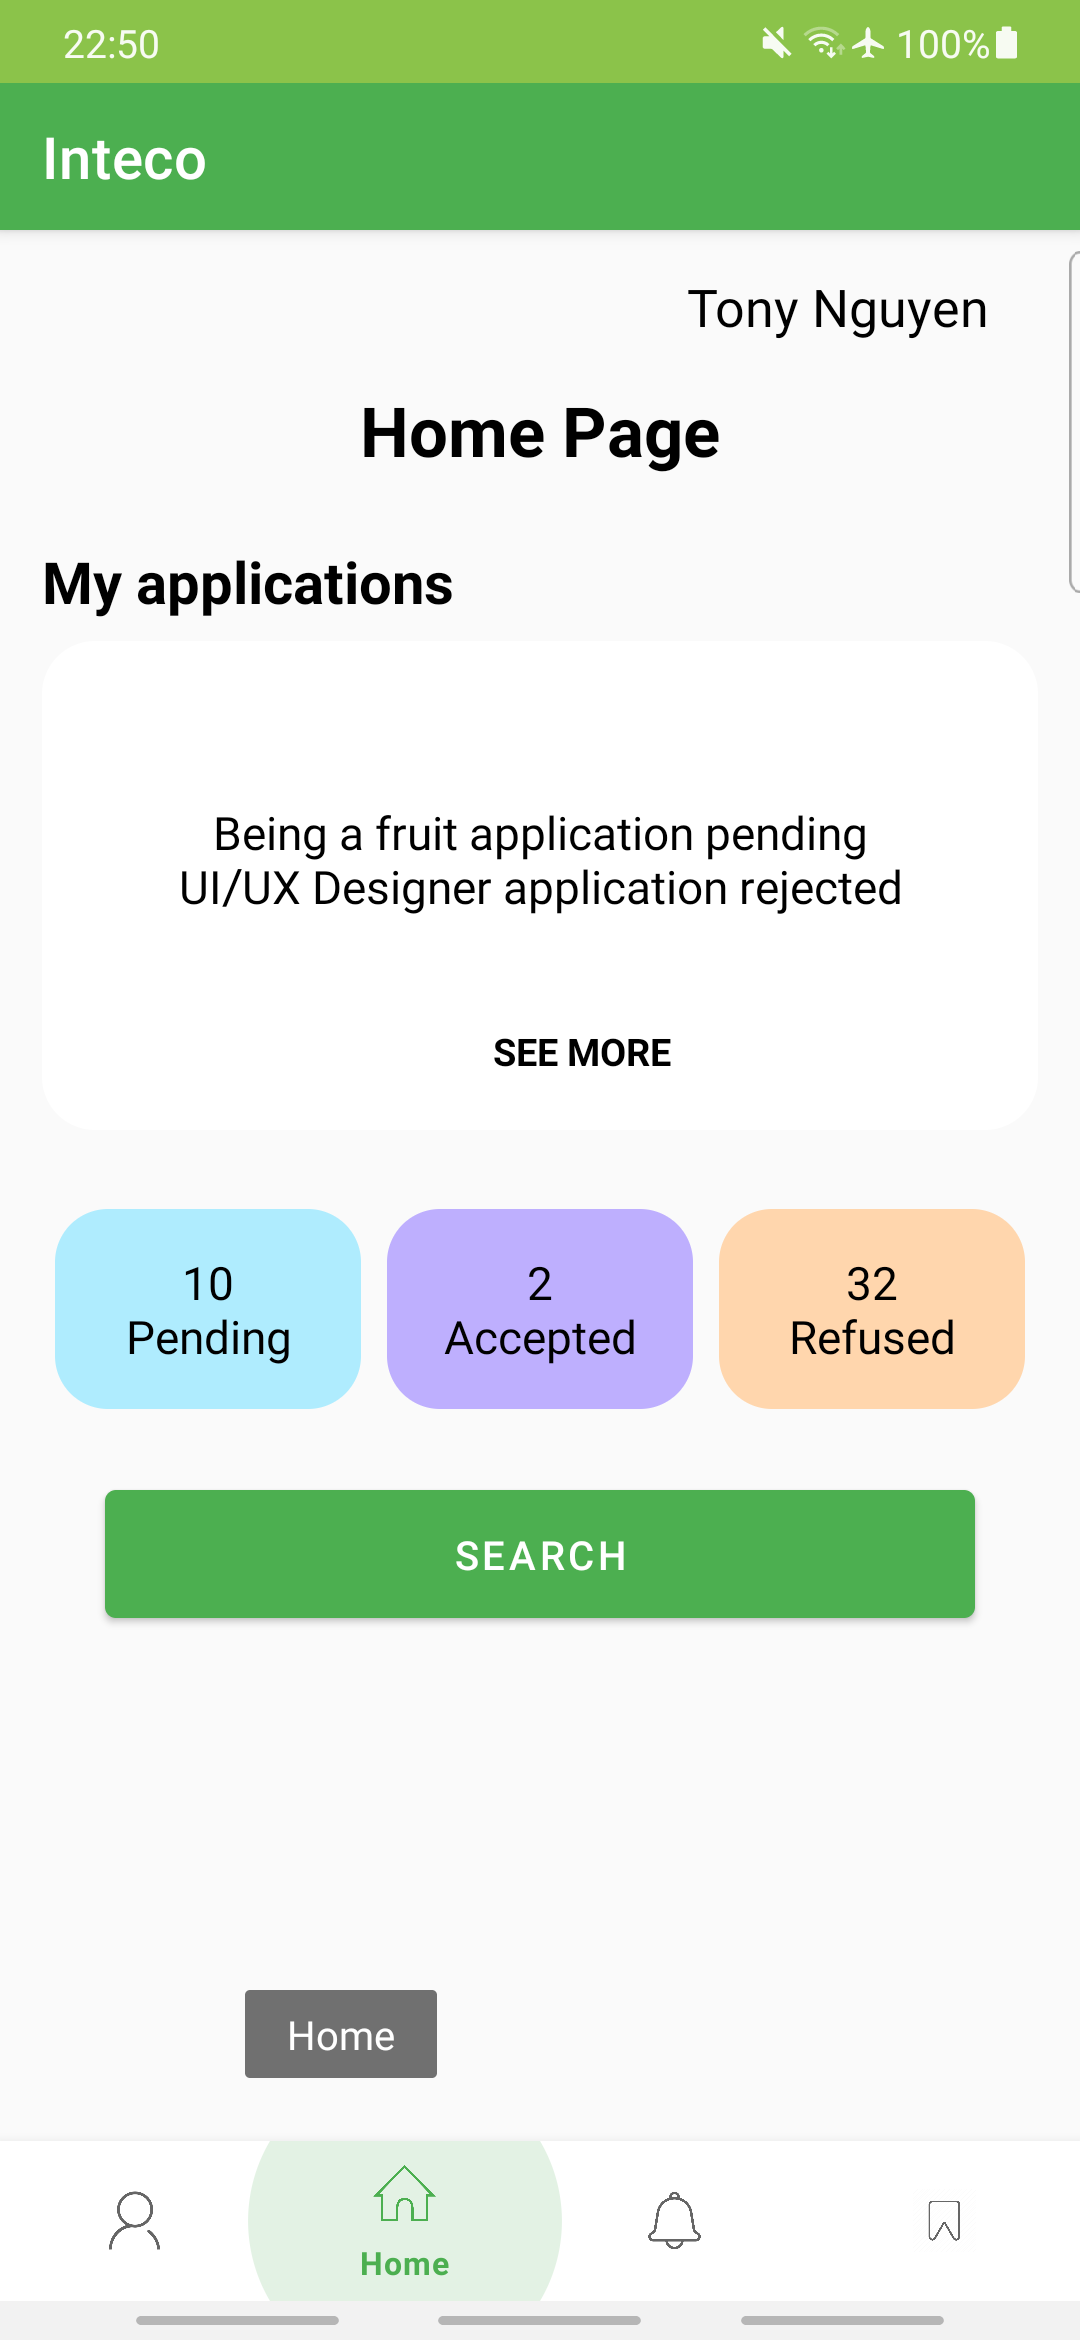 22:50
100%
Inteco
Tony Nguyen
Home Page
My applications
Being a fruit application pending
UI/UX Designer application rejected
SEE MORE
10
Pending
2
Accepted
32
Refused
SEARCH
Home
Home